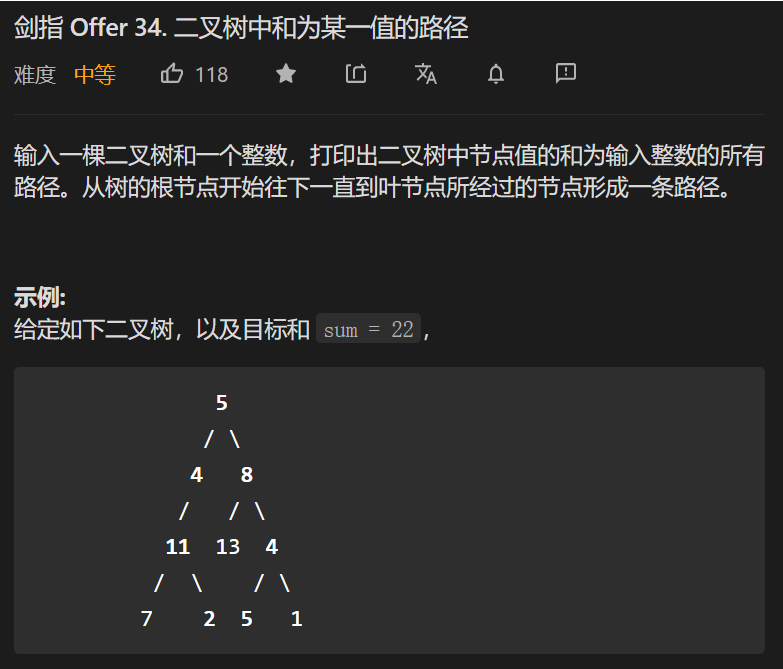 剑指 Offer 34. 二叉树中和为某一值的路径
难度 中等 118
输入一棵二叉树和一个整数，打印出二叉树中节点值的和为输入整数的所有
路径。从树的根节点开始往下一直到叶节点所经过的节点形成一条路径。
示例:
给定如下二叉树，以及目标和 sum = 22，
5
/ \
4 8
/ / \
11 13 4
/ \ / \
7 2 5 1